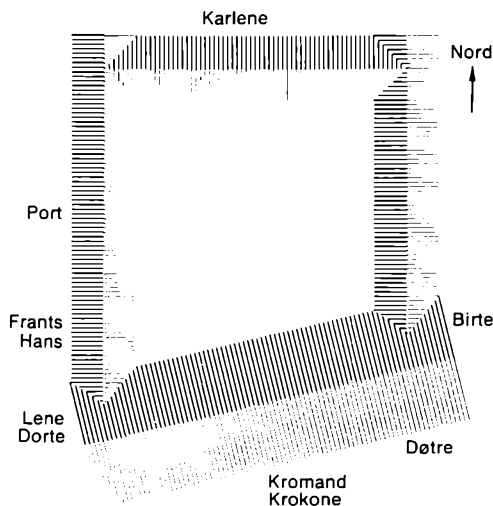 Karlene
Nord
Port
Frants
Hans
Birte
Lene
Dorte
Døtre
Kromand
Krokone